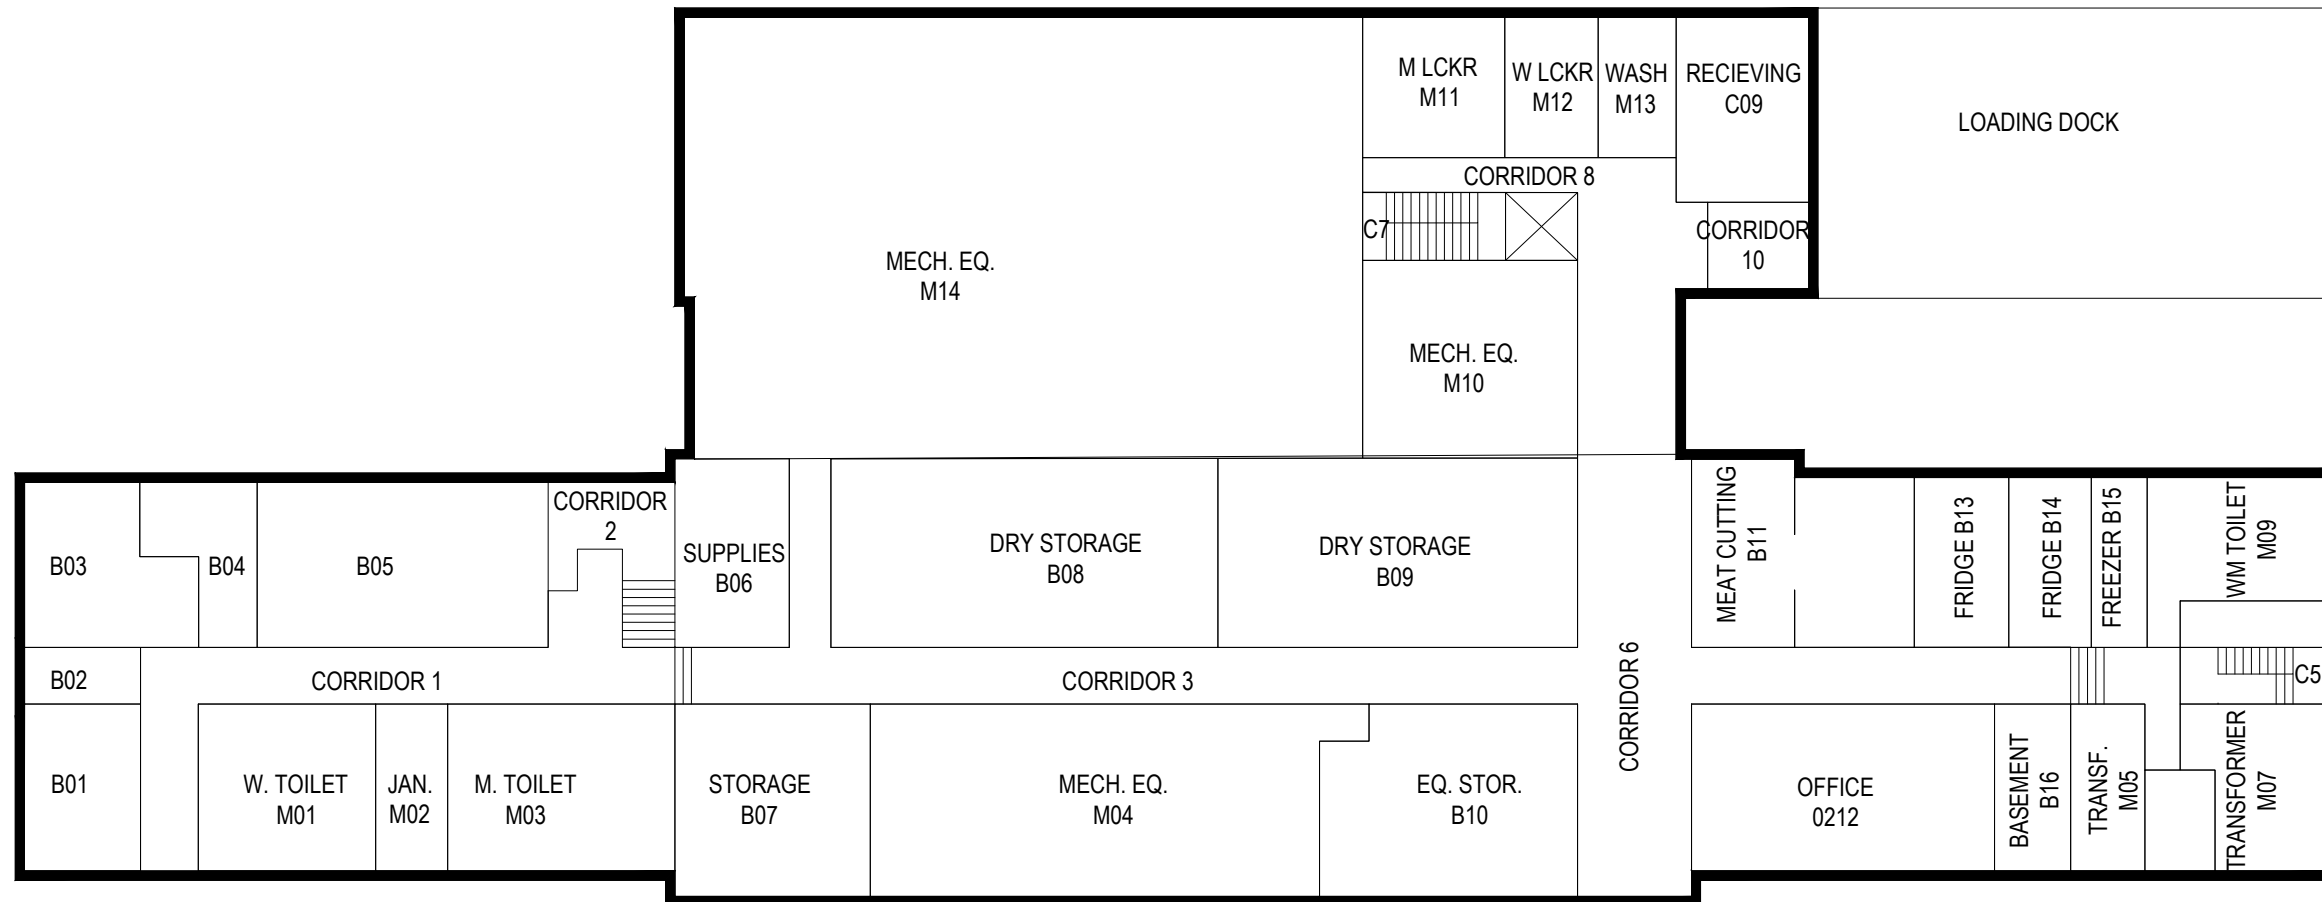 M LCKR
M11
W LCKR
M12
WASH
M13
RECIEVING
C09
LOADING DOCK
CORRIDOR 8
C7
CORRIDOR
10
MECH. EQ.
M14
MECH. EQ.
M10
CORRIDOR
2
B03
B04
B05
SUPPLIES
B06
DRY STORAGE
B08
DRY STORAGE
B09
MEAT CUTTING
B11
FRIDGE B13
FRIDGE B14
FREEZER B15
WM TOILET
M09
B02
CORRIDOR 1
CORRIDOR 3
CORRIDOR 6
C5
B01
W. TOILET
M01
JAN.
M02
M. TOILET
M03
STORAGE
B07
MECH. EQ.
M04
EQ. STOR.
B10
OFFICE
0212
BASEMENT
B16
TRANSF.
M05
TRANSFORMER
M07